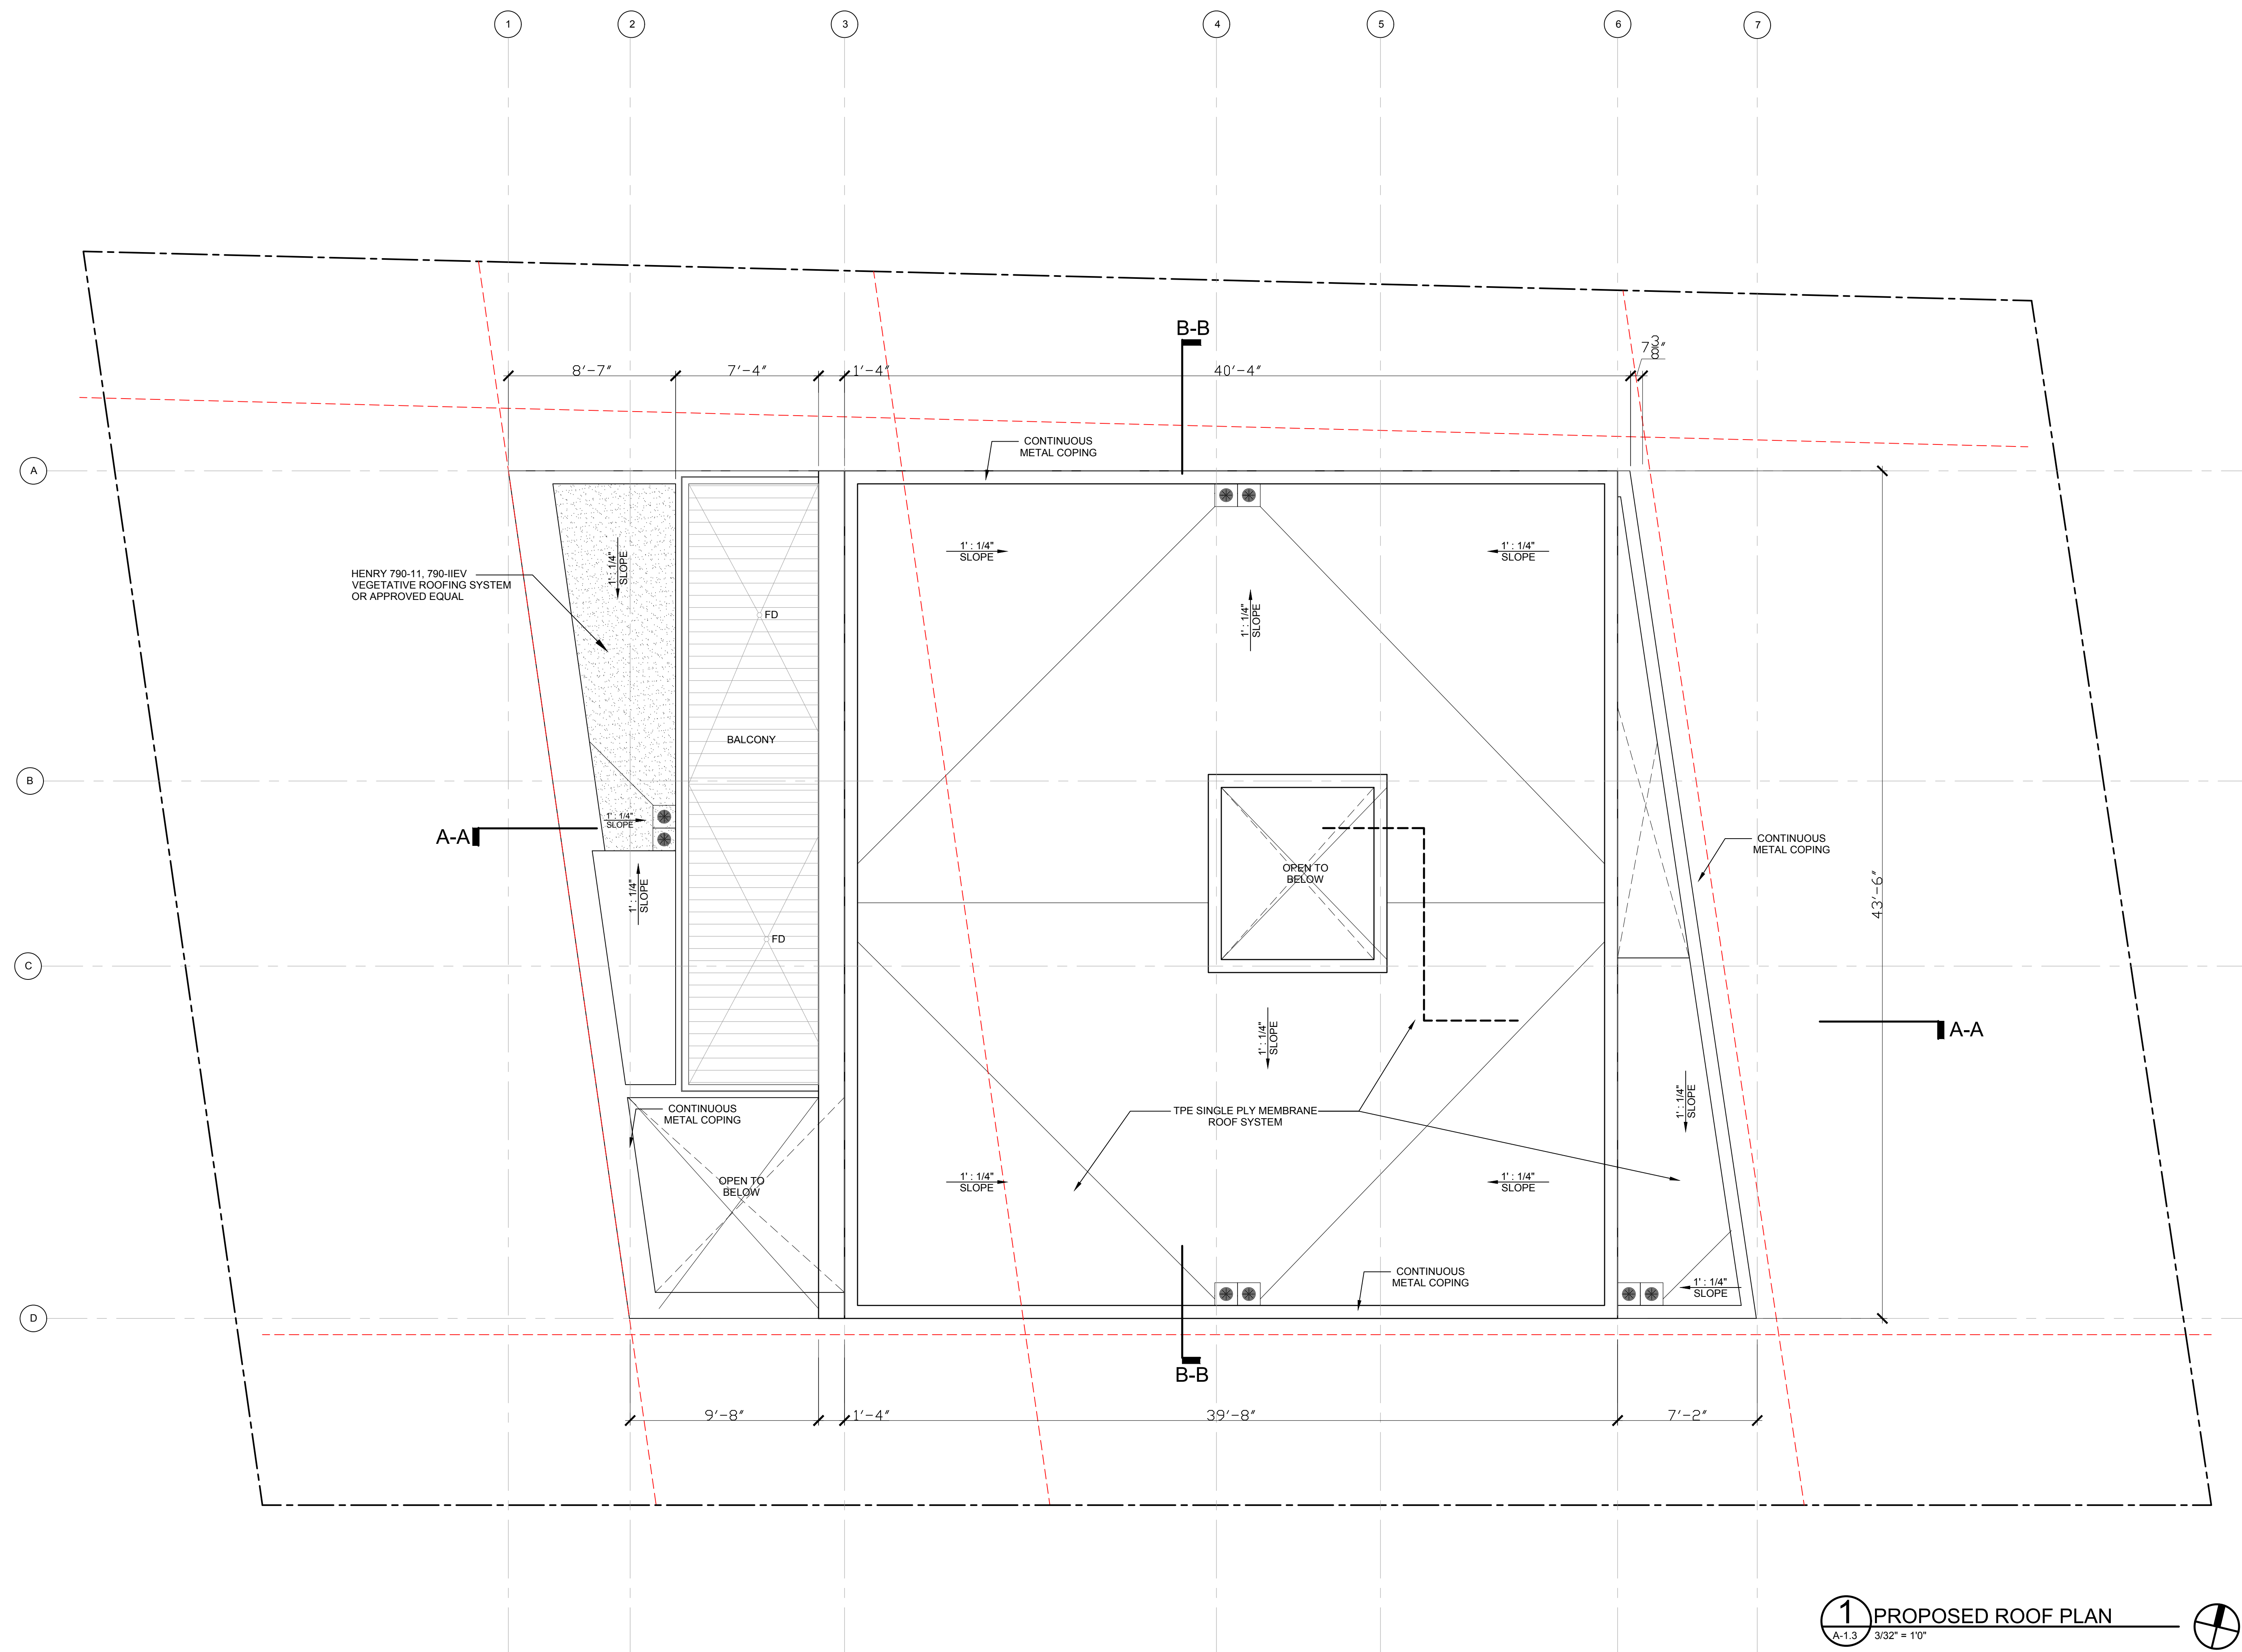 1
2
3
4
5
6
7
B-B
7 3/8"
8'-7"
7'-4"
1'-4"
40'-4"
CONTINUOUS
METAL COPING
A
1' : 1/4"
SLOPE
1' : 1/4"
SLOPE
1' : 1/4"
SLOPE
HENRY 790-11, 790-IIEV
VEGETATIVE ROOFING SYSTEM
OR APPROVED EQUAL
FD
1' : 1/4"
SLOPE
BALCONY
B
1' : 1/4"
SLOPE
A-A
CONTINUOUS
METAL COPING
OPEN TO
BELOW
1' : 1/4"
SLOPE
43'-6"
FD
C
1' : 1/4"
SLOPE
A-A
CONTINUOUS
METAL COPING
TPE SINGLE PLY MEMBRANE
ROOF SYSTEM
1' : 1/4"
SLOPE
OPEN TO
BELOW
1' : 1/4"
SLOPE
1' : 1/4"
SLOPE
CONTINUOUS
METAL COPING
1' : 1/4"
SLOPE
D
B-B
9'-8"
1'-4"
39'-8"
7'-2"
1
PROPOSED ROOF PLAN
A-1.3
3/32" = 1'0"